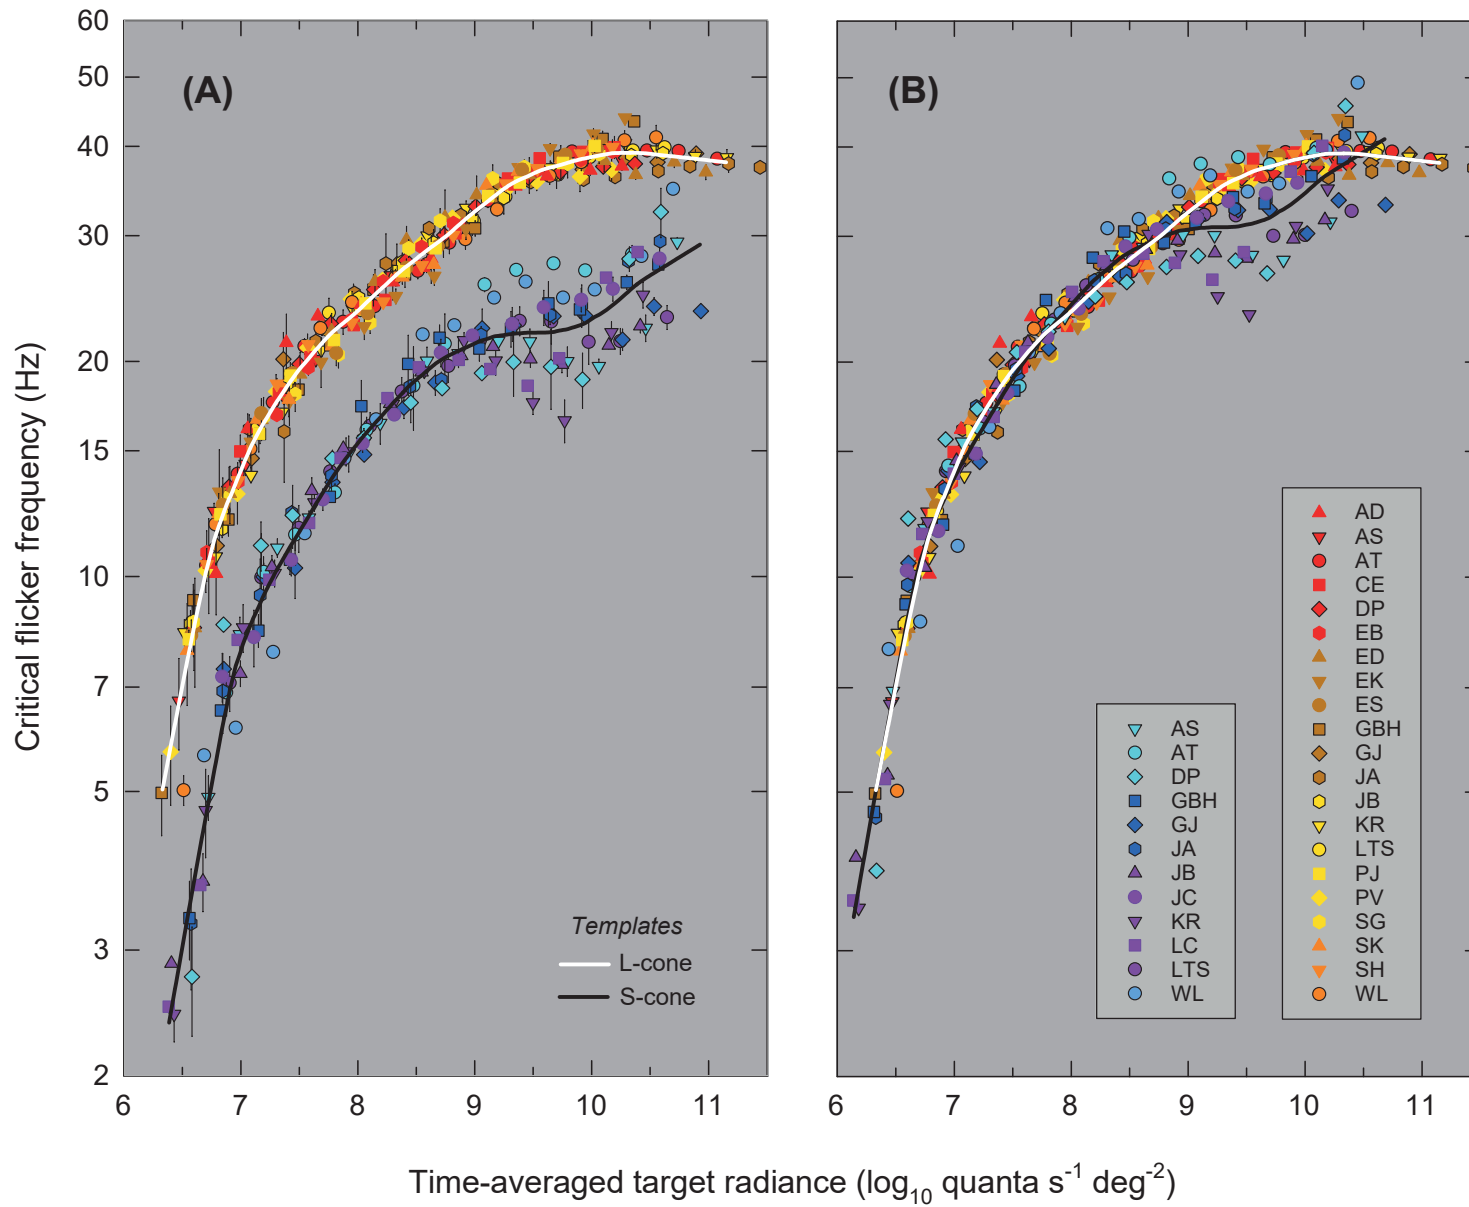 60
50
40
30
20
15
10
7
5
3
2
Critical flicker frequency (Hz)
(A)
Templates
L-cone
S-cone
6 7 8 9 10 11
(B)
AS
AT
DP
GBH
GJ
JA
JB
JC
KR
LC
LTS
WL
AD
AS
AT
CE
DP
EB
ED
EK
ES
GBH
GJ
JA
JB
KR
LTS
PJ
PV
SG
SK
SH
WL
6 7 8 9 10 11
Time-averaged target radiance (log₁₀ quanta s⁻¹ deg⁻²)